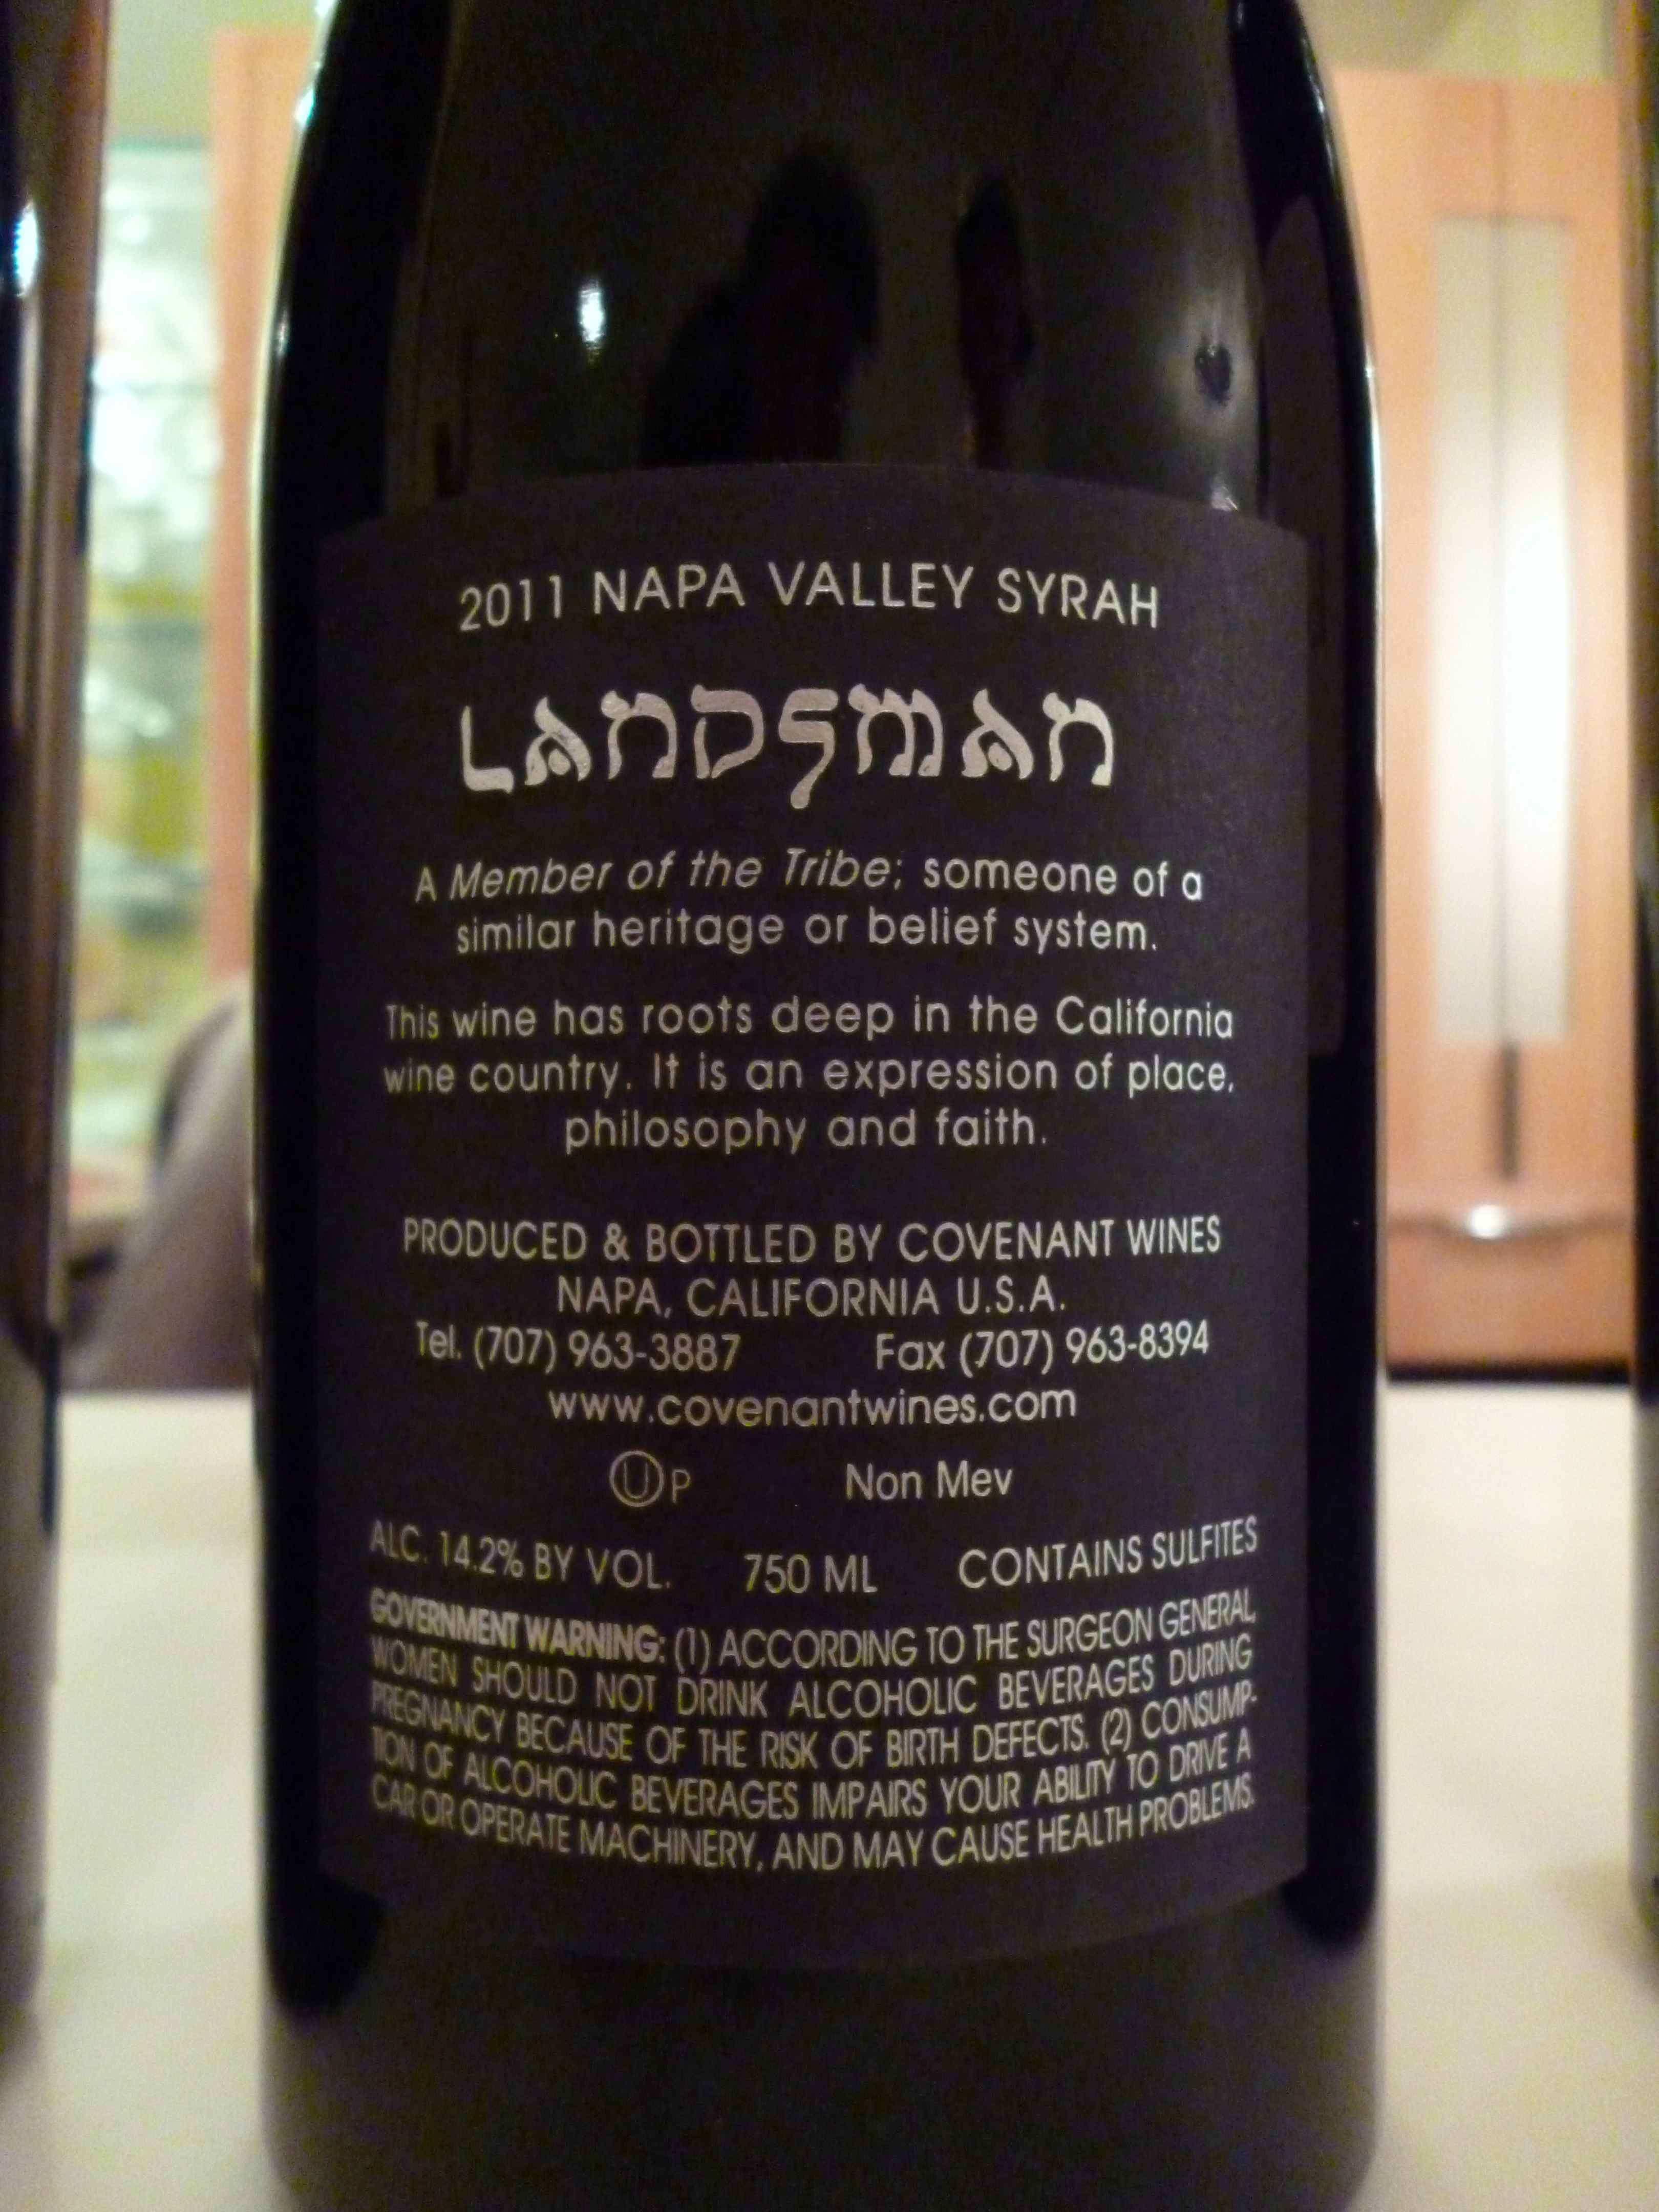 2011 NAPA VALLEY SYRAH
LANDSMAN
A Member of the Tribe; someone of a
similar heritage or belief system.
This wine has roots deep in the California
wine country. It is an expression of place,
philosophy and faith.
PRODUCED & BOTTLED BY COVENANT WINES
NAPA, CALIFORNIA U.S.A.
Tel. (707) 963-3887 Fax (707) 963-8394
www.covenantwines.com
Ⓤ P Non Mev
ALC. 14.2% BY VOL. 750 ML CONTAINS SULFITES
GOVERNMENT WARNING: (1) ACCORDING TO THE SURGEON GENERAL,
WOMEN SHOULD NOT DRINK ALCOHOLIC BEVERAGES DURING
PREGNANCY BECAUSE OF THE RISK OF BIRTH DEFECTS. (2) CONSUMP-
TION OF ALCOHOLIC BEVERAGES IMPAIRS YOUR ABILITY TO DRIVE A
CAR OR OPERATE MACHINERY, AND MAY CAUSE HEALTH PROBLEMS.